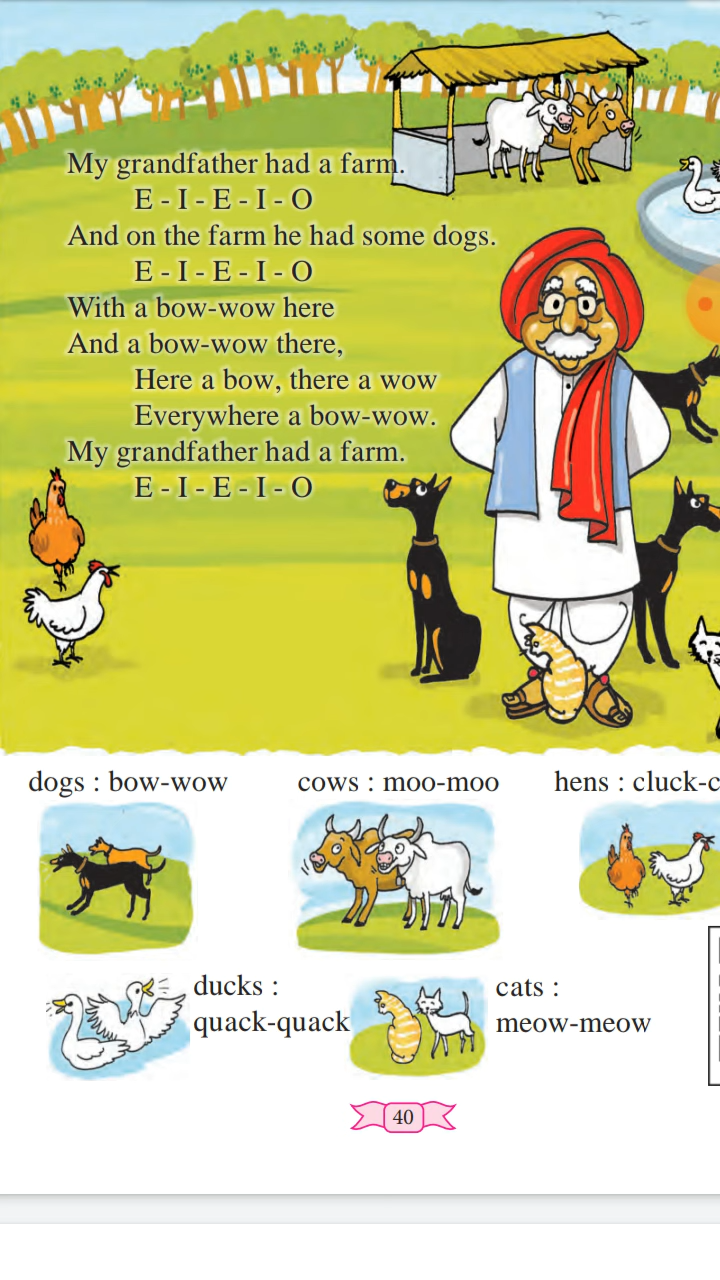 My grandfather had a farm.
E - I - E - I - O
And on the farm he had some dogs.
E - I - E - I - O
With a bow-wow here
And a bow-wow there,
Here a bow, there a wow
Everywhere a bow-wow.
My grandfather had a farm.
E - I - E - I - O
dogs : bow-wow
cows : moo-moo
hens : cluck-c
ducks :
quack-quack
cats :
meow-meow
40